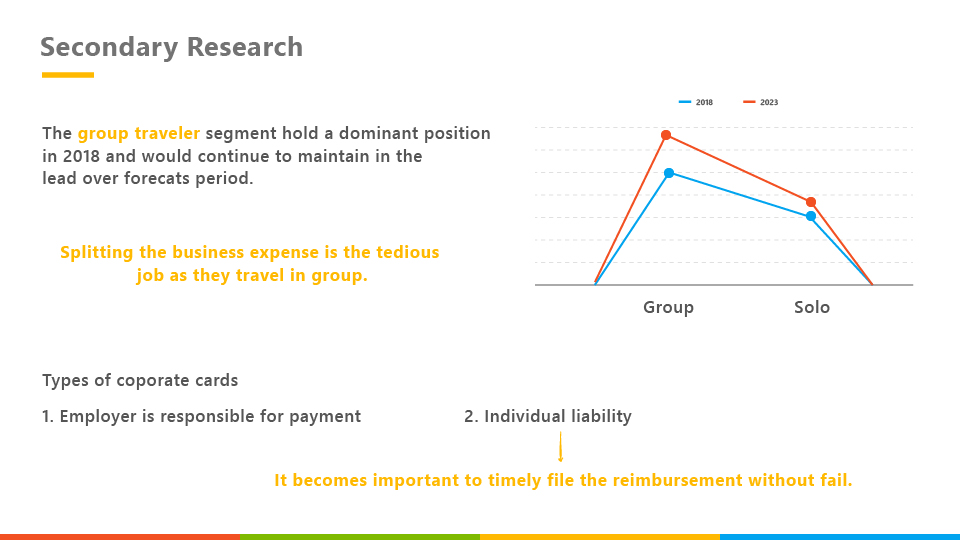 Secondary Research
The group traveler segment hold a dominant position
in 2018 and would continue to maintain in the
lead over forecats period.
Splitting the business expense is the tedious
job as they travel in group.
2018 2023
Group Solo
Types of coporate cards
1. Employer is responsible for payment
2. Individual liability
It becomes important to timely file the reimbursement without fail.